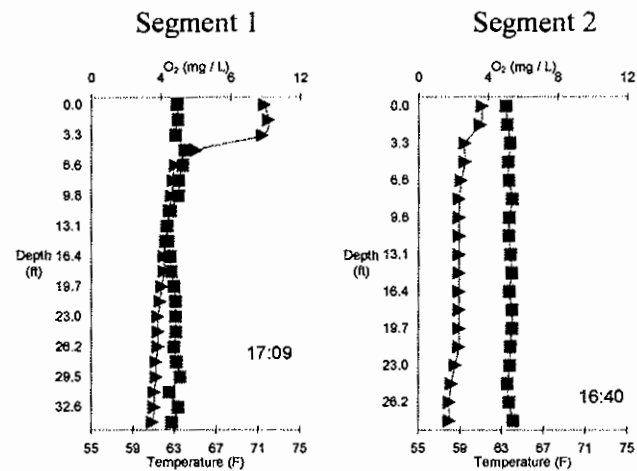 Segment 1
O₂ (mg / L)
0 4 8 12
0.0
3.3
6.6
9.8
13.1
Depth 16.4
(ft)
19.7
23.0
26.2
29.5
32.8
17:09
55 59 63 67 71 75
Temperature (F)
Segment 2
O₂ (mg / L)
0 4 8 12
0.0
3.3
6.6
9.8
Depth 13.1
(ft)
16.4
19.7
23.0
26.2
16:40
55 59 63 67 71 75
Temperature (F)